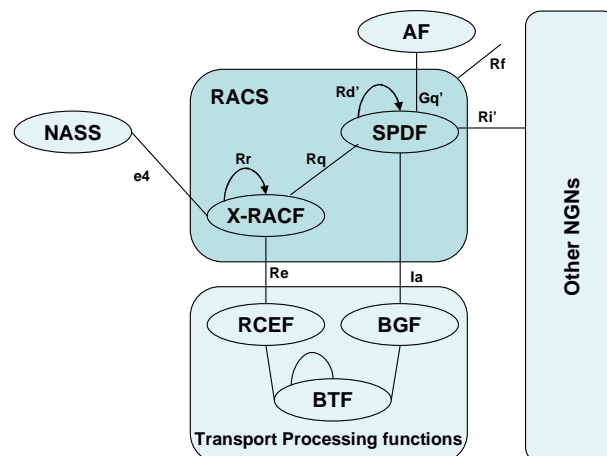 AF
Rf
RACS
Rd’
Gq’
Ri’
NASS
SPDF
Rr
Rq
e4
X-RACF
Re
Ia
RCEF
BGF
BTF
Transport Processing functions
Other NGNs